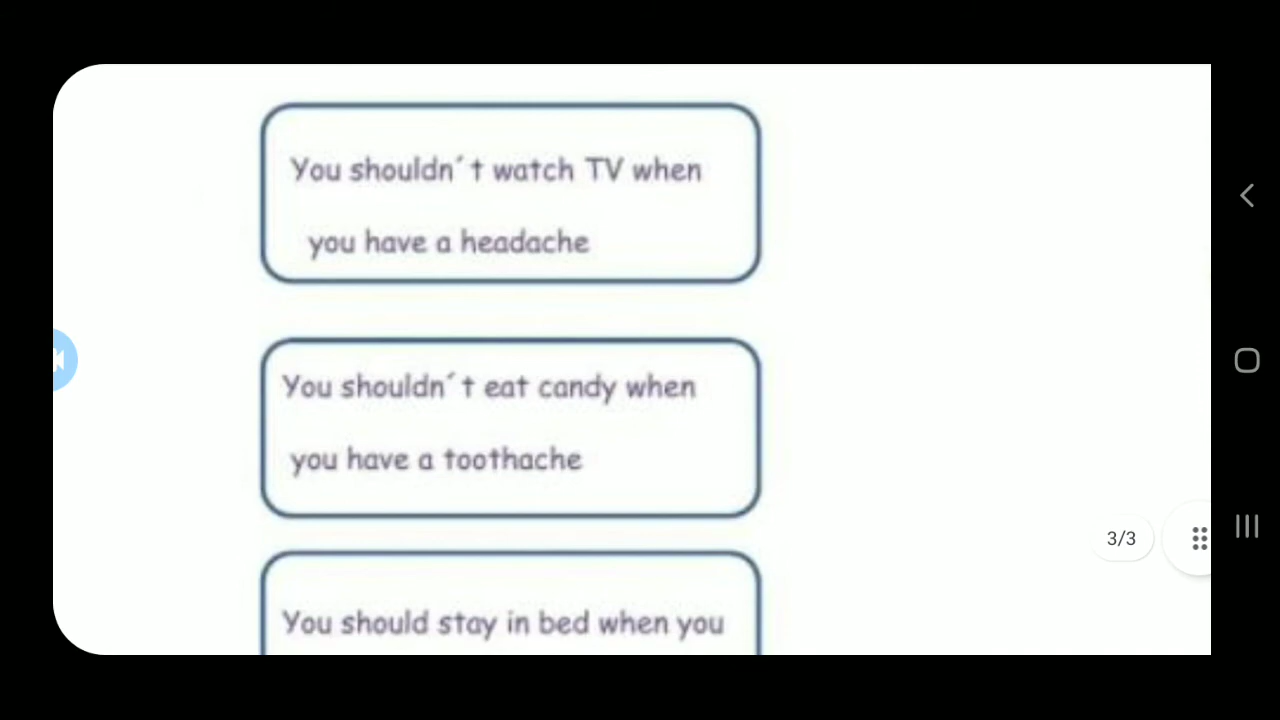 You shouldn´t watch TV when
you have a headache
You shouldn´t eat candy when
you have a toothache
3/3
You should stay in bed when you